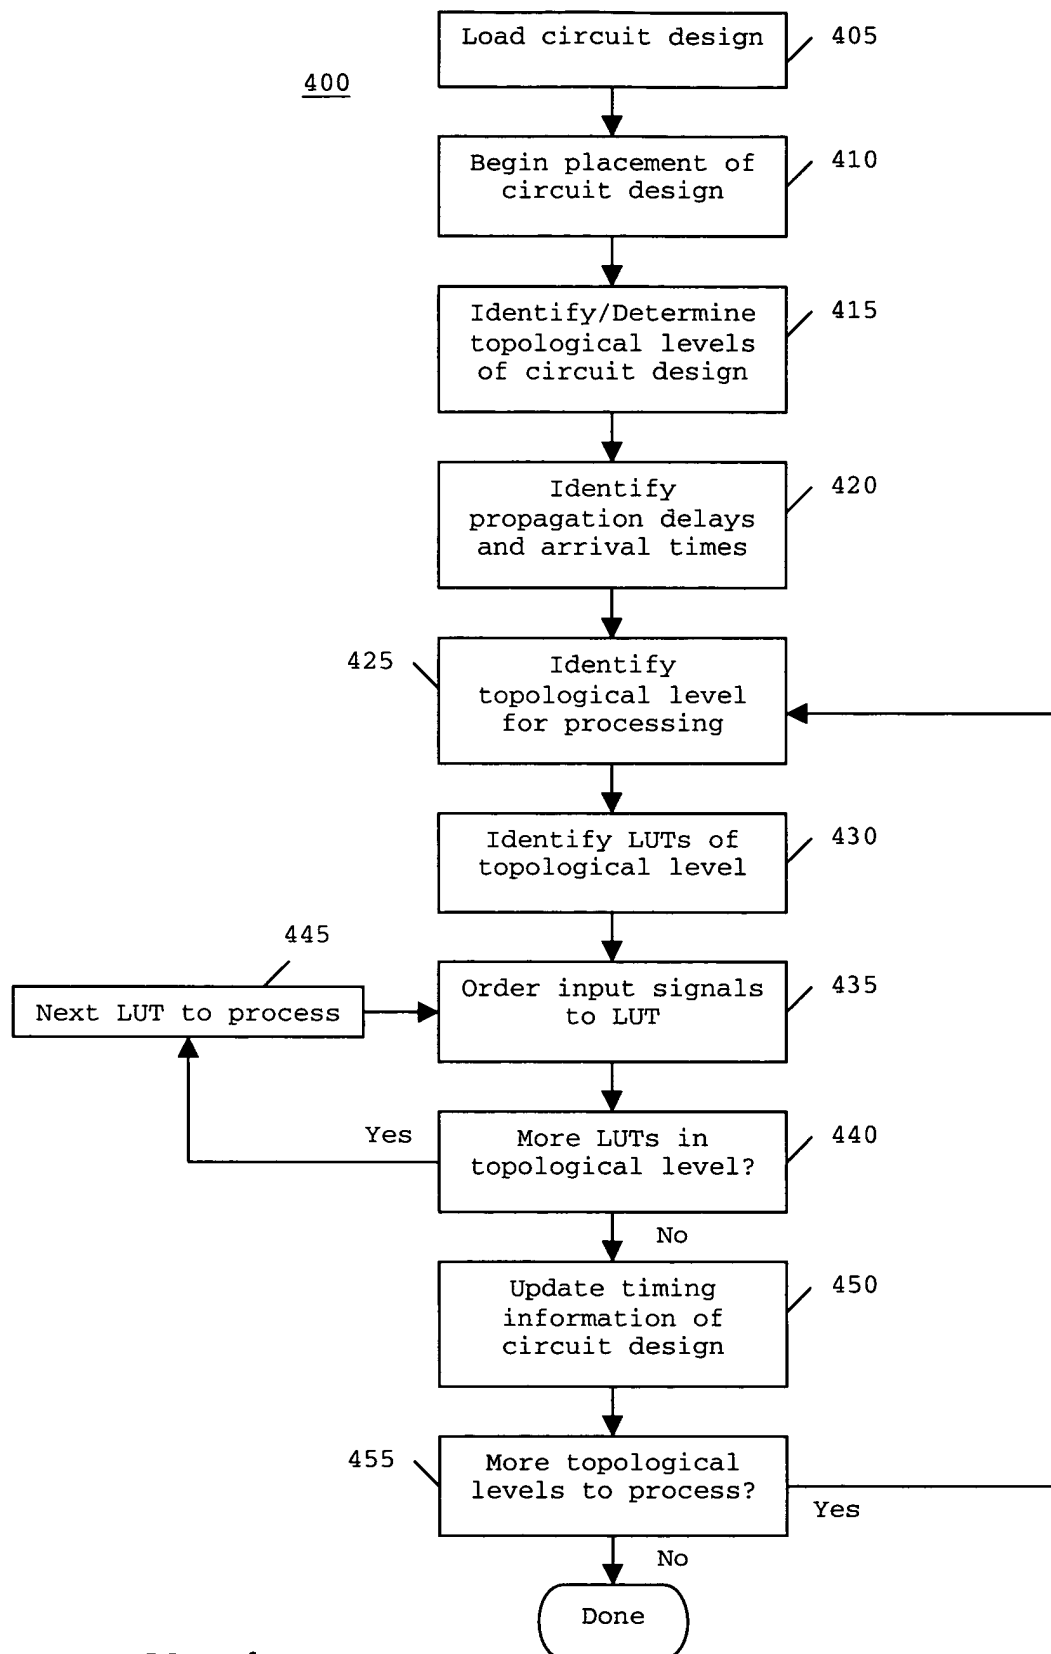 Load circuit design
405
400
Begin placement of
circuit design
410
Identify/Determine
topological levels
of circuit design
415
Identify
propagation delays
and arrival times
420
425
Identify
topological level
for processing
Identify LUTs of
topological level
430
445
Next LUT to process
Order input signals
to LUT
435
Yes
More LUTs in
topological level?
440
No
Update timing
information of
circuit design
450
455
More topological
levels to process?
Yes
No
Done